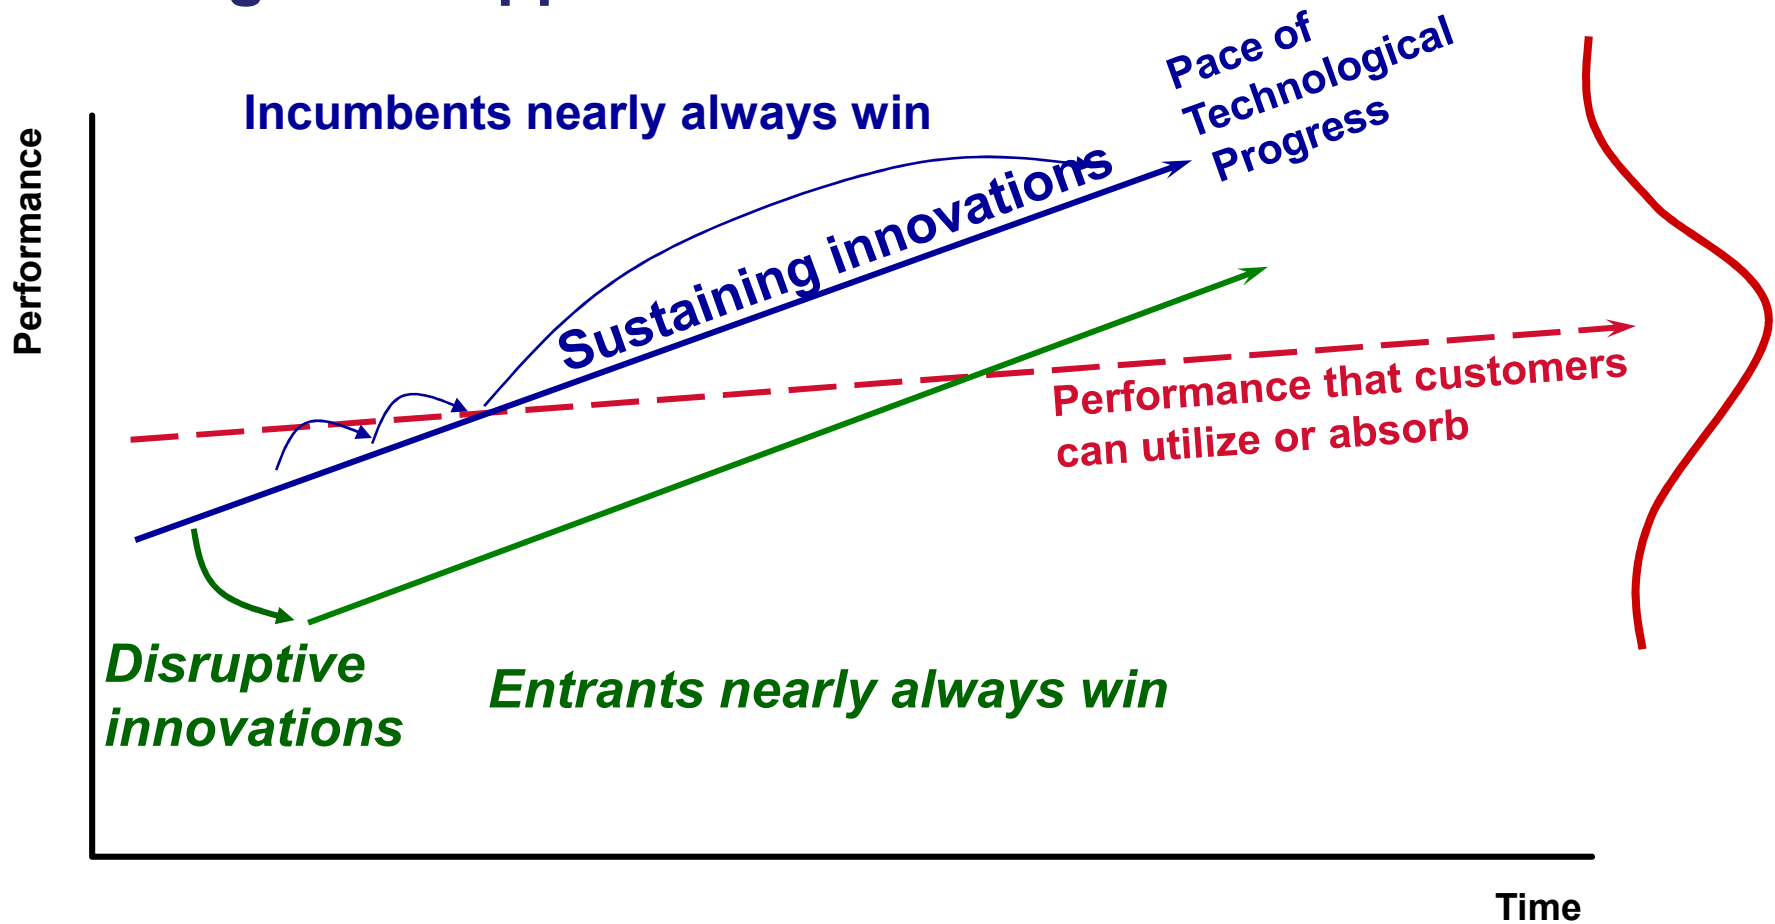 Pace of
Technological
Progress
Incumbents nearly always win
Performance
Sustaining innovations
Performance that customers
can utilize or absorb
Disruptive
innovations
Entrants nearly always win
Time